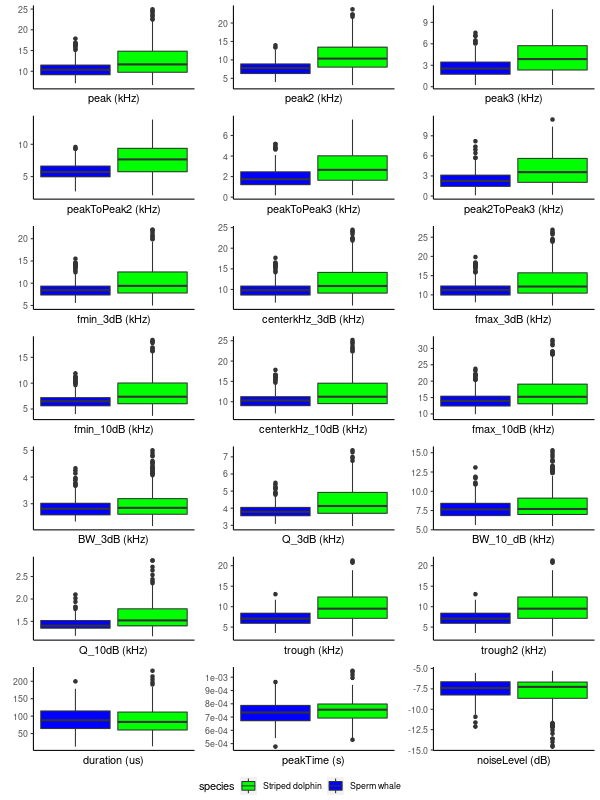 25
20
15
10
peak (kHz)
20
15
10
5
peak2 (kHz)
9
6
3
0
peak3 (kHz)
10
5
peakToPeak2 (kHz)
6
4
2
0
peakToPeak3 (kHz)
9
6
3
0
peak2ToPeak3 (kHz)
20
15
10
5
fmin_3dB (kHz)
25
20
15
10
centerkHz_3dB (kHz)
25
20
15
10
fmax_3dB (kHz)
15
10
5
fmin_10dB (kHz)
25
20
15
10
centerkHz_10dB (kHz)
30
25
20
15
10
fmax_10dB (kHz)
5
4
3
BW_3dB (kHz)
7
6
5
4
3
Q_3dB (kHz)
15.0
12.5
10.0
7.5
5.0
BW_10_dB (kHz)
2.5
2.0
1.5
Q_10dB (kHz)
20
15
10
5
trough (kHz)
20
15
10
5
trough2 (kHz)
200
150
100
50
duration (us)
1e-03
9e-04
8e-04
7e-04
6e-04
5e-04
peakTime (s)
-5.0
-7.5
-10.0
-12.5
-15.0
noiseLevel (dB)
species Striped dolphin Sperm whale